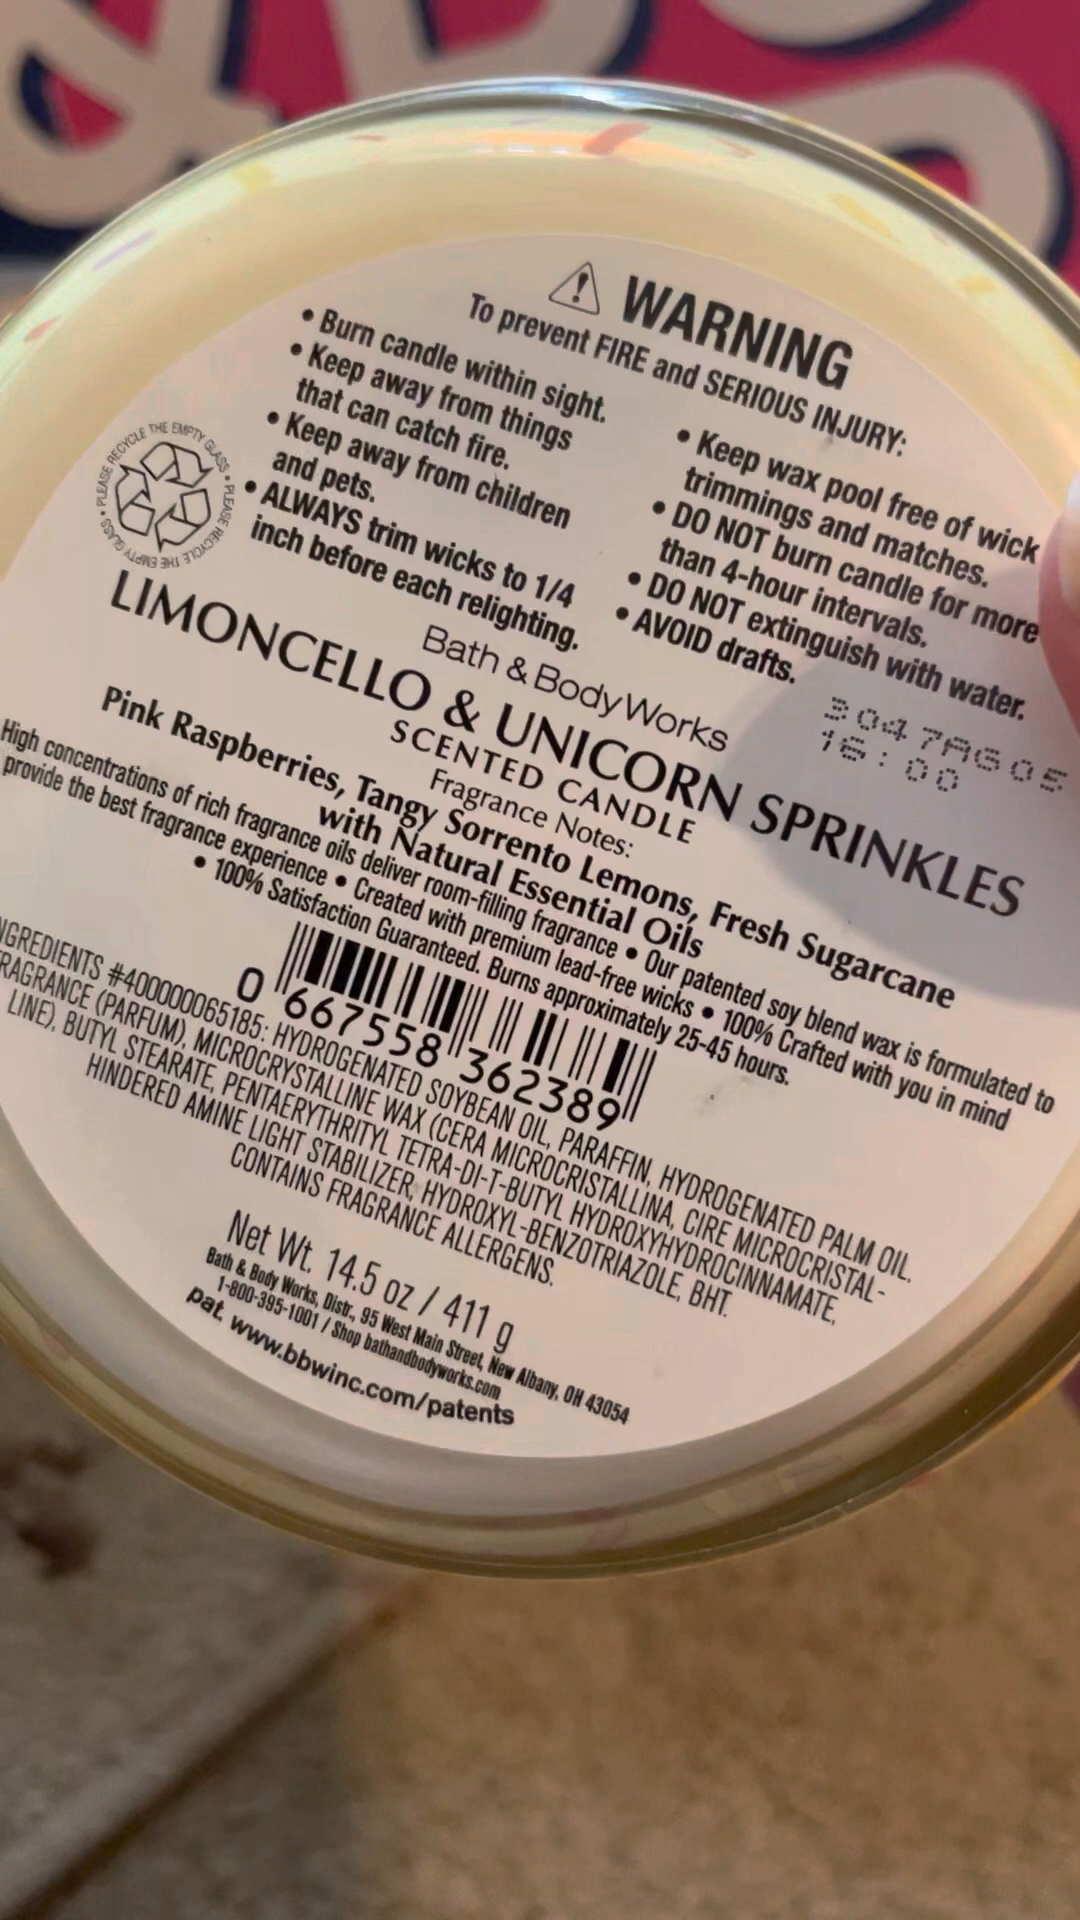 WARNING
To prevent FIRE and SERIOUS INJURY:
• Burn candle within sight.
• Keep away from things
that can catch fire.
• Keep away from children
and pets.
• ALWAYS trim wicks to 1/4
inch before each relighting.
• Keep wax pool free of wick
trimmings and matches.
• DO NOT burn candle for more
than 4-hour intervals.
• DO NOT extinguish with water.
• AVOID drafts.
PLEASE RECYCLE THE EMPTY GLASS • PLEASE RECYCLE THE EMPTY GLASS •
3047AG05
16:00
Bath & Body Works
LIMONCELLO & UNICORN SPRINKLES
SCENTED CANDLE
Fragrance Notes:
Pink Raspberries, Tangy Sorrento Lemons, Fresh Sugarcane
with Natural Essential Oils
High concentrations of rich fragrance oils deliver room-filling fragrance • Our patented soy blend wax is formulated to
provide the best fragrance experience • Created with premium lead-free wicks • 100% Crafted with you in mind
• 100% Satisfaction Guaranteed. Burns approximately 25-45 hours.
0 667558 362389
NGREDIENTS #400000065185: HYDROGENATED SOYBEAN OIL, PARAFFIN, HYDROGENATED PALM OIL,
FRAGRANCE (PARFUM), MICROCRYSTALLINE WAX (CERA MICROCRISTALLINA, CIRE MICROCRISTAL-
LINE), BUTYL STEARATE, PENTAERYTHRITYL TETRA-DI-T-BUTYL HYDROXYHYDROCINNAMATE,
HINDERED AMINE LIGHT STABILIZER, HYDROXYL-BENZOTRIAZOLE, BHT.
CONTAINS FRAGRANCE ALLERGENS.
Net Wt. 14.5 oz / 411 g
Bath & Body Works, Distr., 95 West Main Street, New Albany, OH 43054
1-800-395-1001 / Shop bathandbodyworks.com
pat. www.bbwinc.com/patents